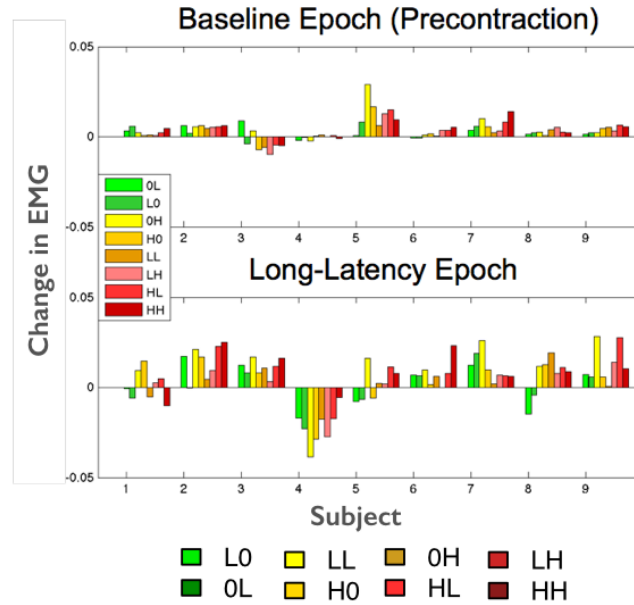 Baseline Epoch (Precontraction)
0.05
0
-0.05
1 2 3 4 5 6 7 8 9
0L
L0
0H
H0
LL
LH
HL
HH
Change in EMG
Long-Latency Epoch
0.05
0
-0.05
1 2 3 4 5 6 7 8 9
Subject
L0 LL 0H LH
0L H0 HL HH